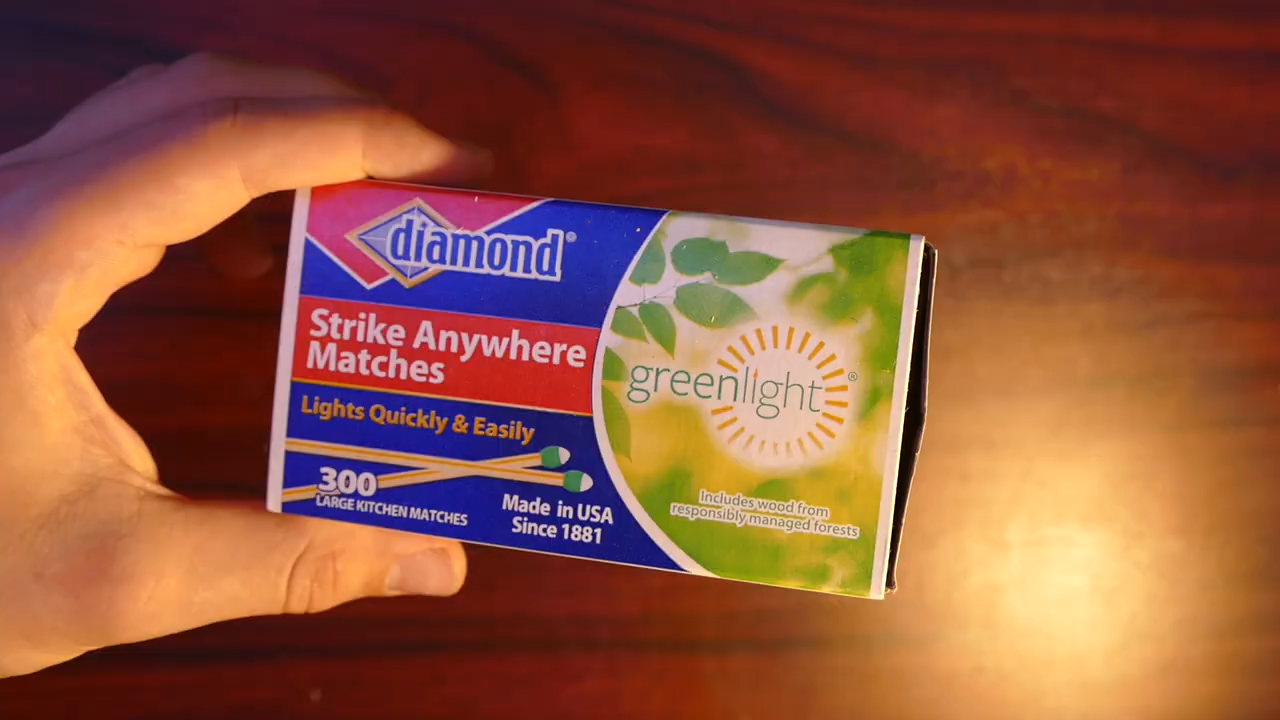 diamond®
Strike Anywhere
Matches
Lights Quickly & Easily
300
LARGE KITCHEN MATCHES
Made in USA
Since 1881
greenlight®
Includes wood from
responsibly managed forests